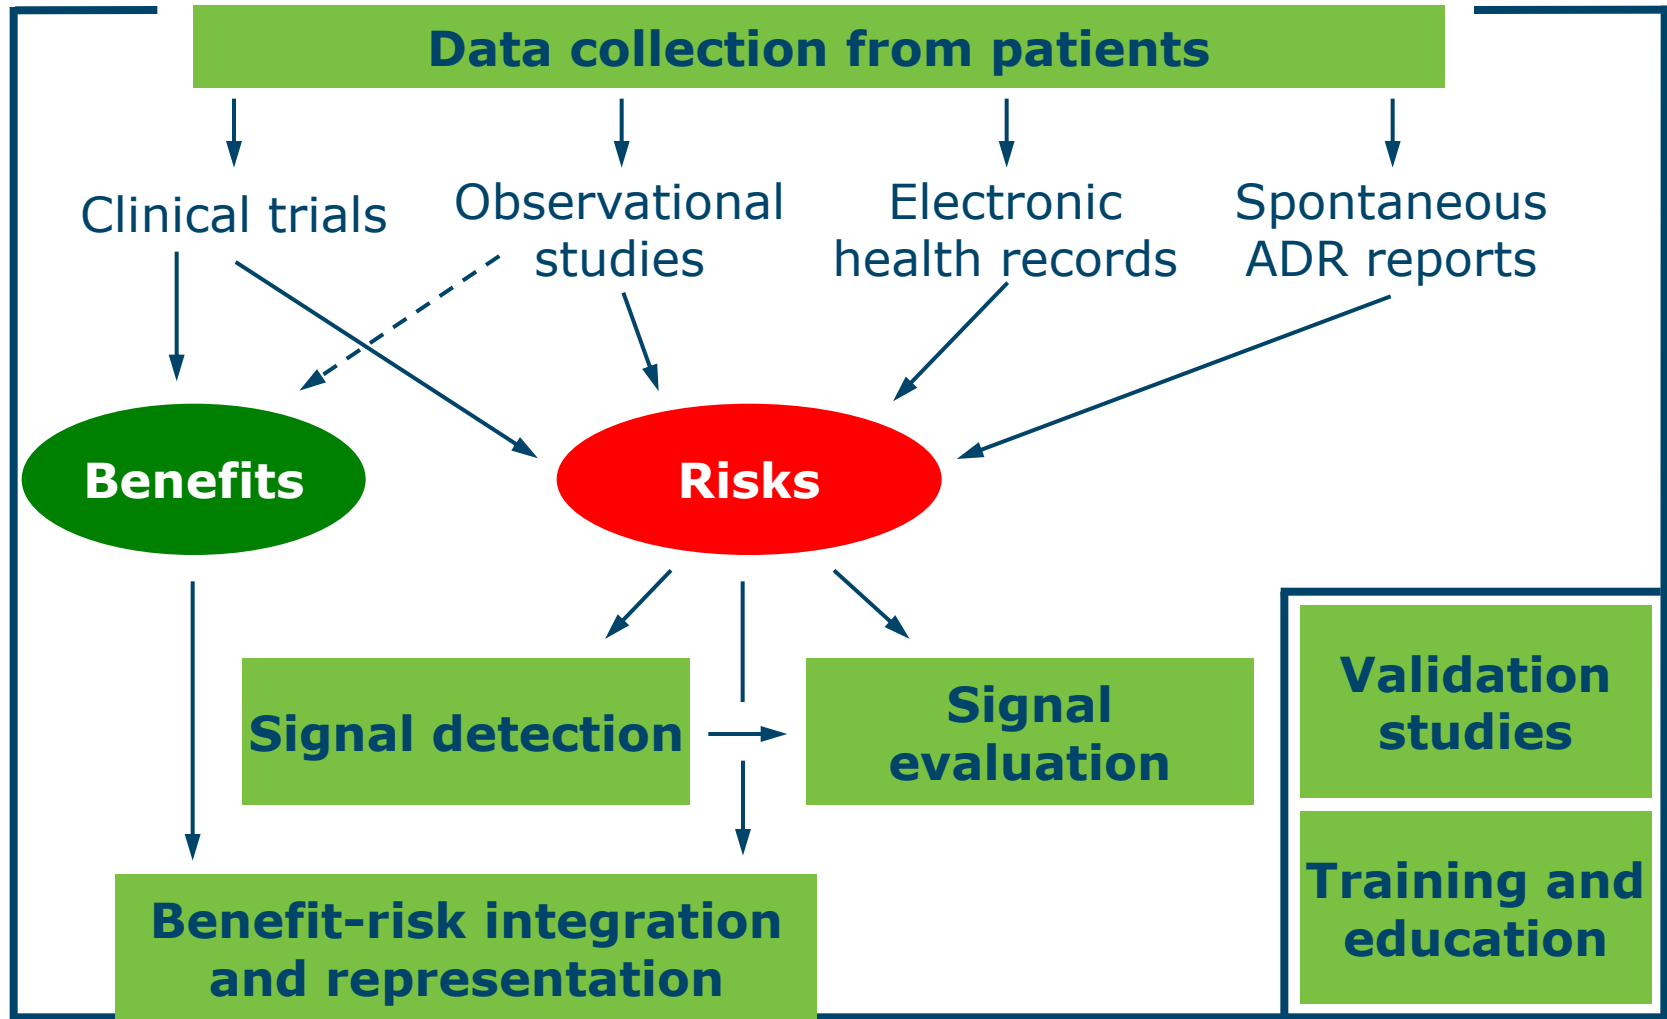 Data collection from patients
Clinical trials
Observational
studies
Electronic
health records
Spontaneous
ADR reports
Benefits
Risks
Signal detection
Signal
evaluation
Validation
studies
Training and
education
Benefit-risk integration
and representation